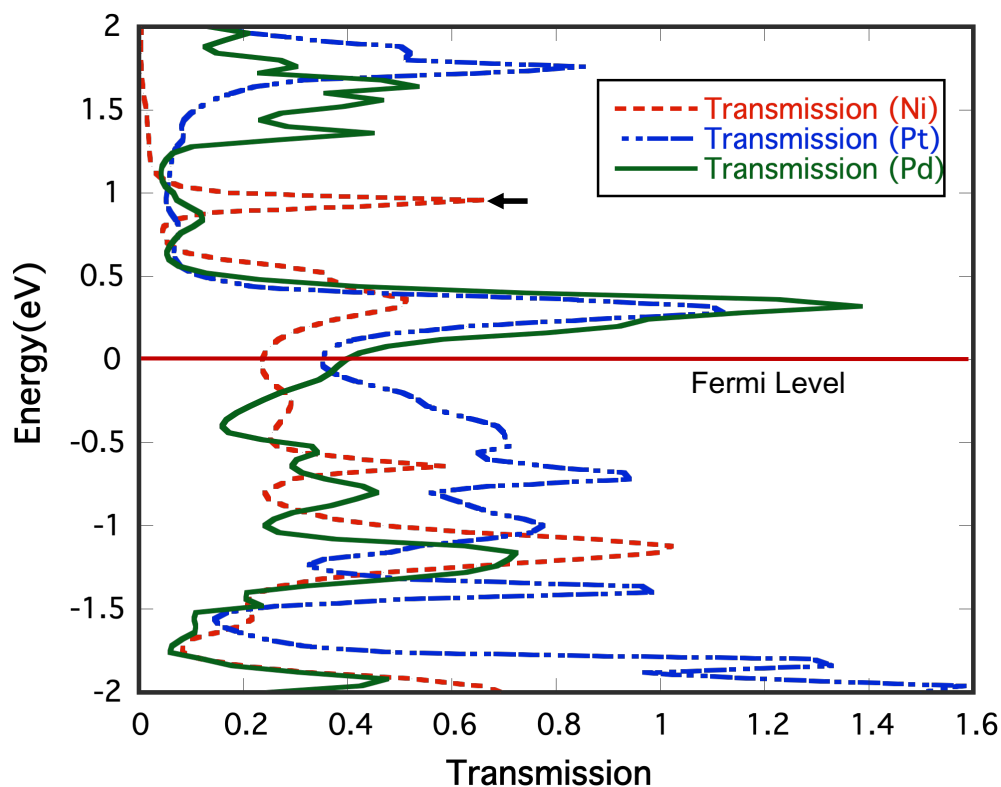 2
1.5
1
0.5
0
-0.5
-1
-1.5
-2
Energy(eV)
Transmission (Ni)
Transmission (Pt)
Transmission (Pd)
Fermi Level
0 0.2 0.4 0.6 0.8 1 1.2 1.4 1.6
Transmission